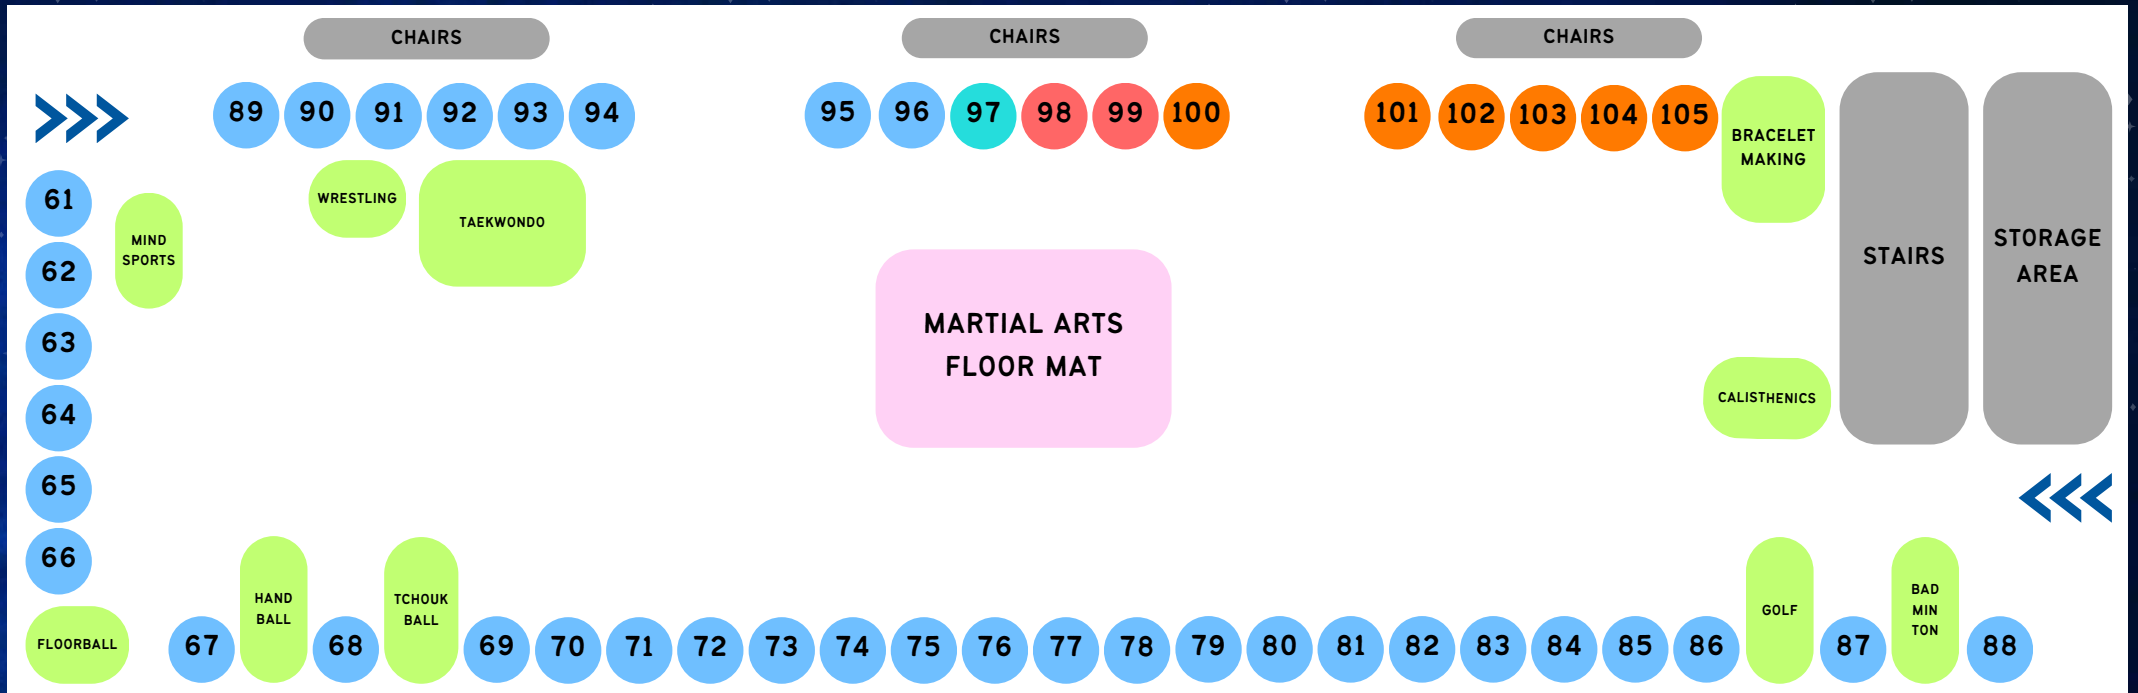 CHAIRS
CHAIRS
CHAIRS
89 90 91 92 93 94 95 96 97 98 99 100 101 102 103 104 105
BRACELET
MAKING
61
62
63
64
65
66
MIND
SPORTS
WRESTLING
TAEKWONDO
MARTIAL ARTS
FLOOR MAT
STAIRS
STORAGE
AREA
CALISTHENICS
FLOORBALL
67
HAND
BALL
68
TCHOUK
BALL
69 70 71 72 73 74 75 76 77 78 79 80 81 82 83 84 85 86
GOLF
87
BAD
MIN
TON
88